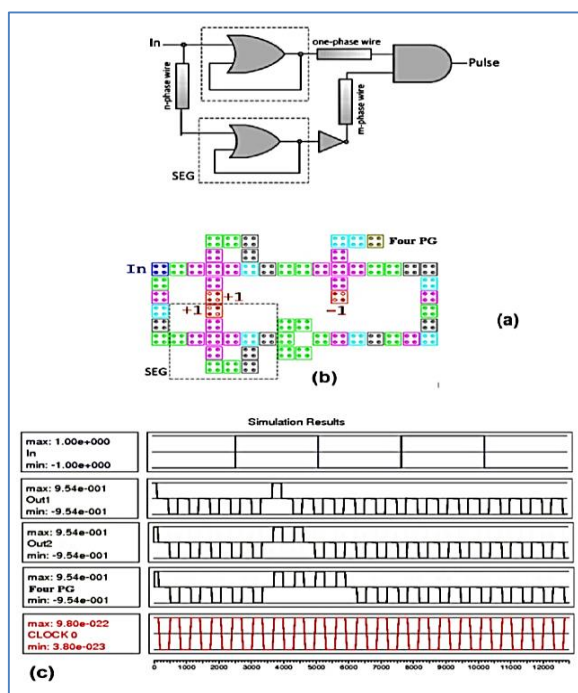 In
one-phase wire
n-phase wire
Pulse
m-phase wire
SEG
Four PG
In
+1
+1
-1
(a)
SEG
(b)
Simulation Results
max: 1.00e+000
In
min: -1.00e+000
max: 9.54e-001
Out1
min: -9.54e-001
max: 9.54e-001
Out2
min: -9.54e-001
max: 9.54e-001
Four PG
min: -9.54e-001
max: 9.80e-022
CLOCK 0
min: 3.80e-023
(c)
0 1000 2000 3000 4000 5000 6000 7000 8000 9000 10000 11000 12000